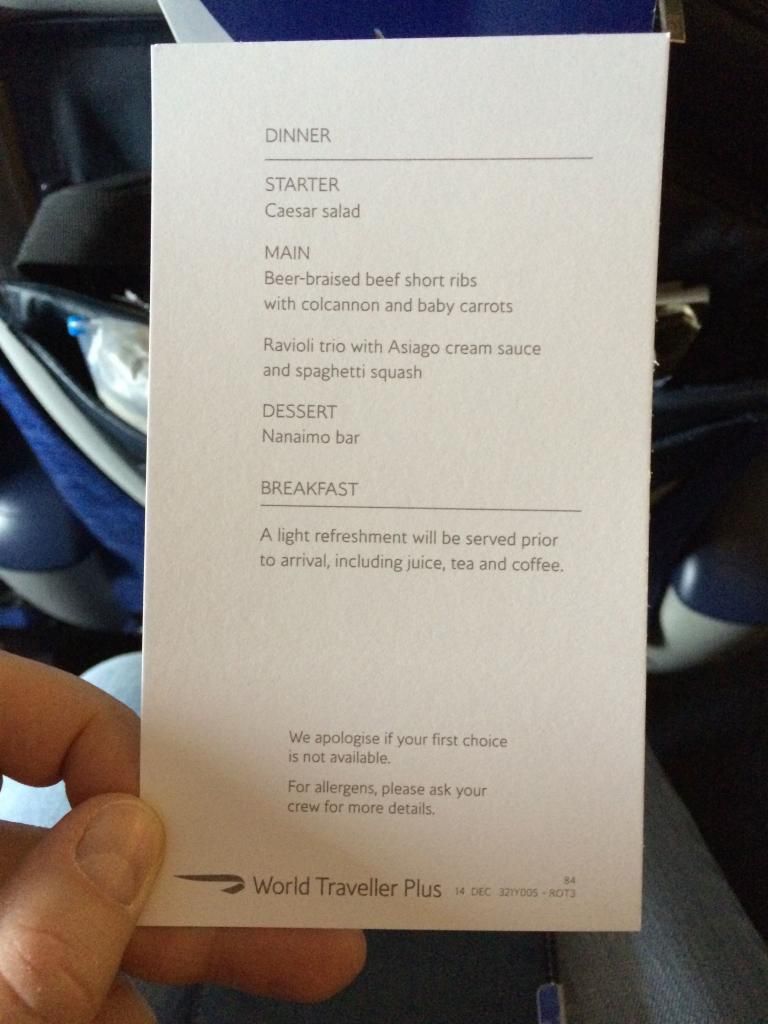 DINNER
STARTER
Caesar salad
MAIN
Beer-braised beef short ribs
with colcannon and baby carrots
Ravioli trio with Asiago cream sauce
and spaghetti squash
DESSERT
Nanaimo bar
BREAKFAST
A light refreshment will be served prior
to arrival, including juice, tea and coffee.
We apologise if your first choice
is not available.
For allergens, please ask your
crew for more details.
84
World Traveller Plus 14 DEC 321Y005 - ROT3